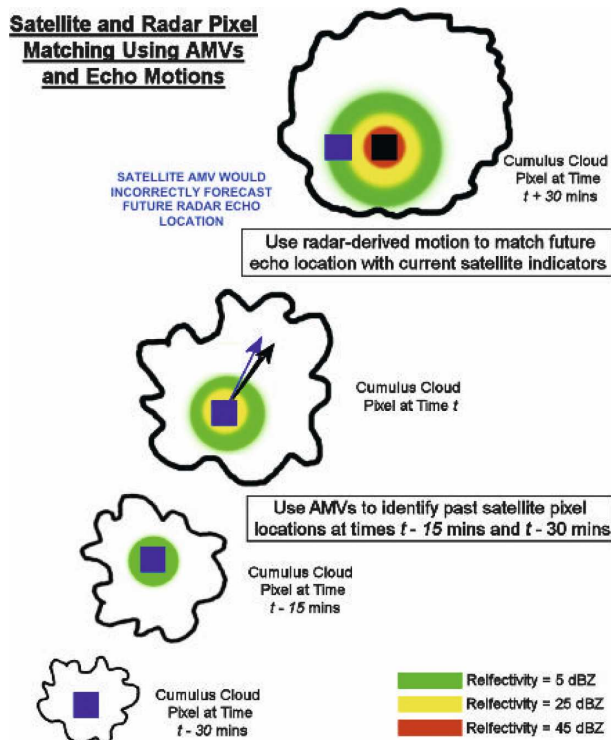 Satellite and Radar Pixel
Matching Using AMVs
and Echo Motions
SATELLITE AMV WOULD
INCORRECTLY FORECAST
FUTURE RADAR ECHO
LOCATION
Cumulus Cloud
Pixel at Time
t + 30 mins
Use radar-derived motion to match future
echo location with current satellite indicators
Cumulus Cloud
Pixel at Time t
Use AMVs to identify past satellite pixel
locations at times t - 15 mins and t - 30 mins
Cumulus Cloud
Pixel at Time
t - 15 mins
Cumulus Cloud
Pixel at Time
t - 30 mins
Relfectivity = 5 dBZ
Relfectivity = 25 dBZ
Relfectivity = 45 dBZ